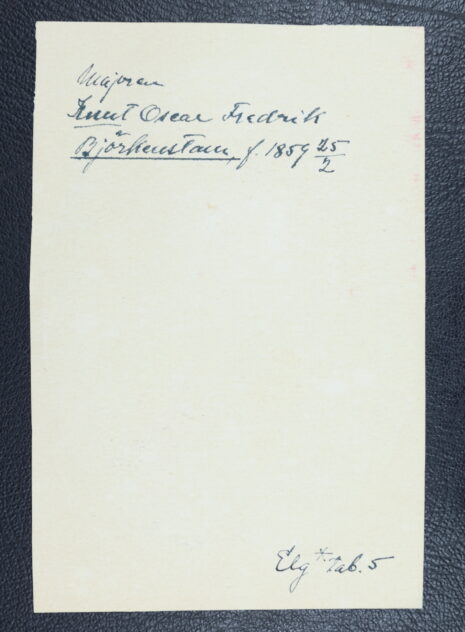 Majoren
Knut Oscar Fredrik
Björkenstam, f. 1859 25/2
Elg * tab. 5